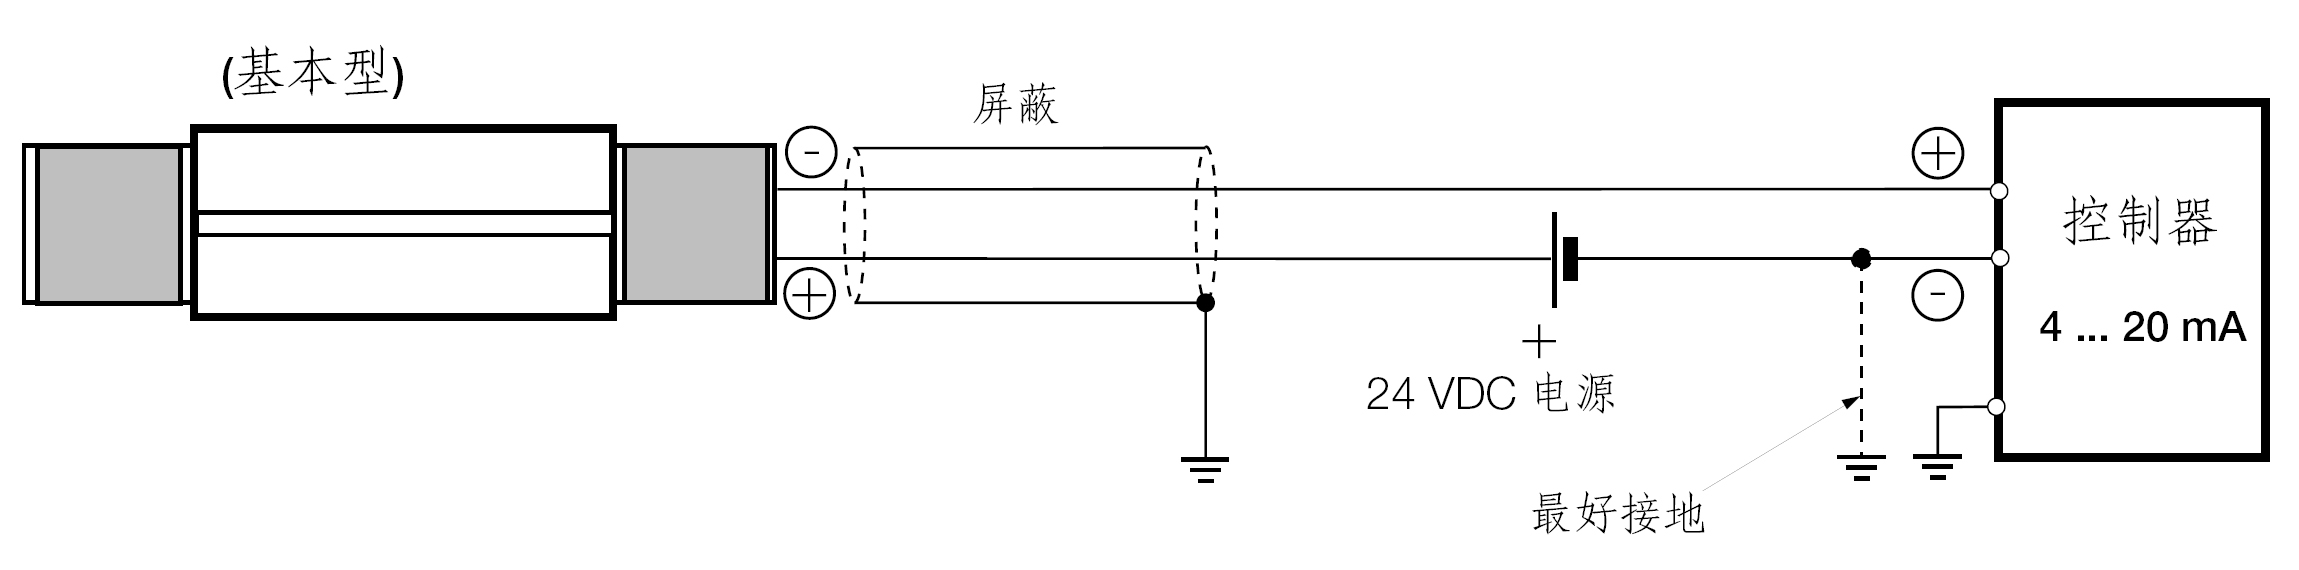 (基本型)
屏蔽
-
+
+
-
控制器
4 ... 20 mA
+
24 VDC 电源
最好接地